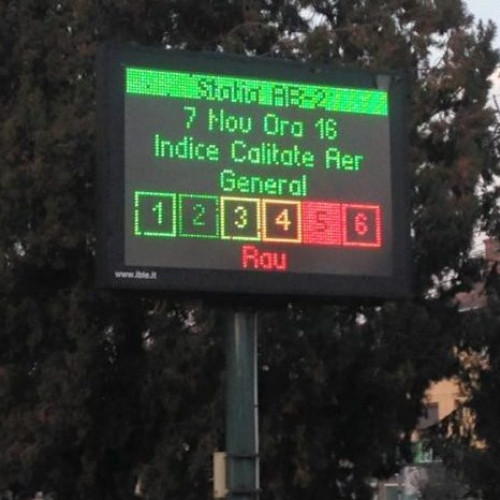 Statia AB-2
7 Nov Ora 16
Indice Calitate Aer
General
1 2 3 4 5 6
Rau
www.ible.it